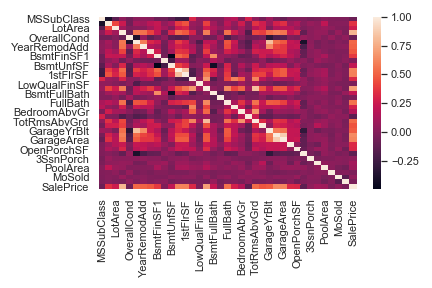 MSSubClass
LotArea
OverallCond
YearRemodAdd
BsmtFinSF1
BsmtUnfSF
1stFlrSF
LowQualFinSF
BsmtFullBath
FullBath
BedroomAbvGr
TotRmsAbvGrd
GarageYrBlt
GarageArea
OpenPorchSF
3SsnPorch
PoolArea
MoSold
SalePrice
MSSubClass
LotArea
OverallCond
YearRemodAdd
BsmtFinSF1
BsmtUnfSF
1stFlrSF
LowQualFinSF
BsmtFullBath
FullBath
BedroomAbvGr
TotRmsAbvGrd
GarageYrBlt
GarageArea
OpenPorchSF
3SsnPorch
PoolArea
MoSold
SalePrice
1.00
0.75
0.50
0.25
0.00
−0.25